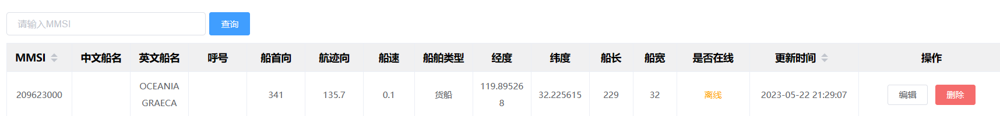 请输入MMSI 查询
MMSI 中文船名 英文船名 呼号 船首向 航迹向 船速 船舶类型 经度 纬度 船长 船宽 是否在线 更新时间 操作
209623000 OCEANIA GRAECA 341 135.7 0.1 货船 119.895268 32.225615 229 32 离线 2023-05-22 21:29:07 编辑 删除